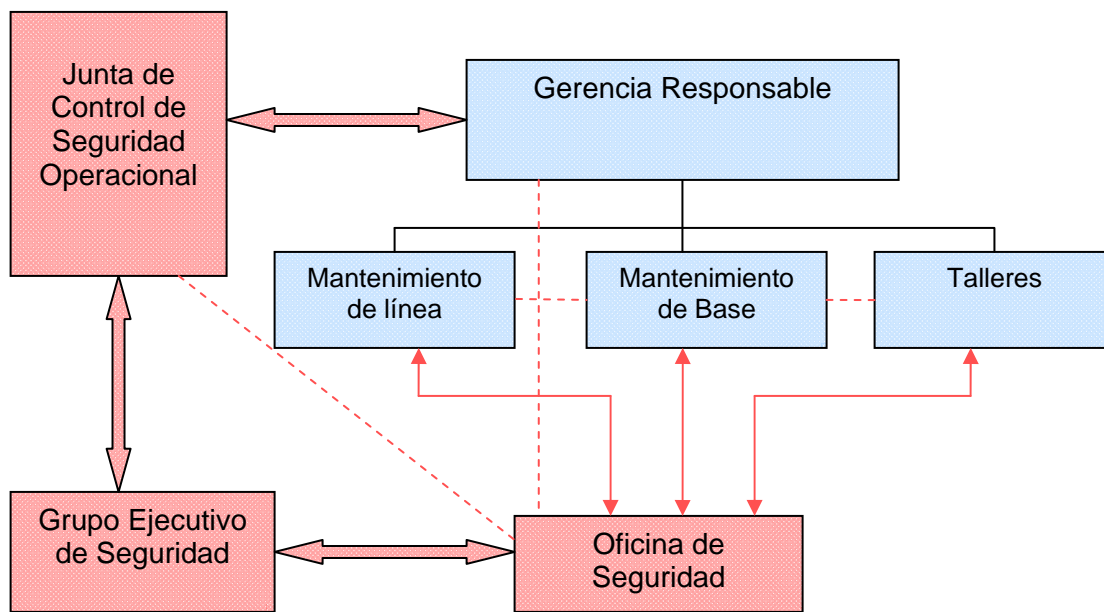 Junta de
Control de
Seguridad
Operacional
Gerencia Responsable
Mantenimiento
de línea
Mantenimiento
de Base
Talleres
Grupo Ejecutivo
de Seguridad
Oficina de
Seguridad